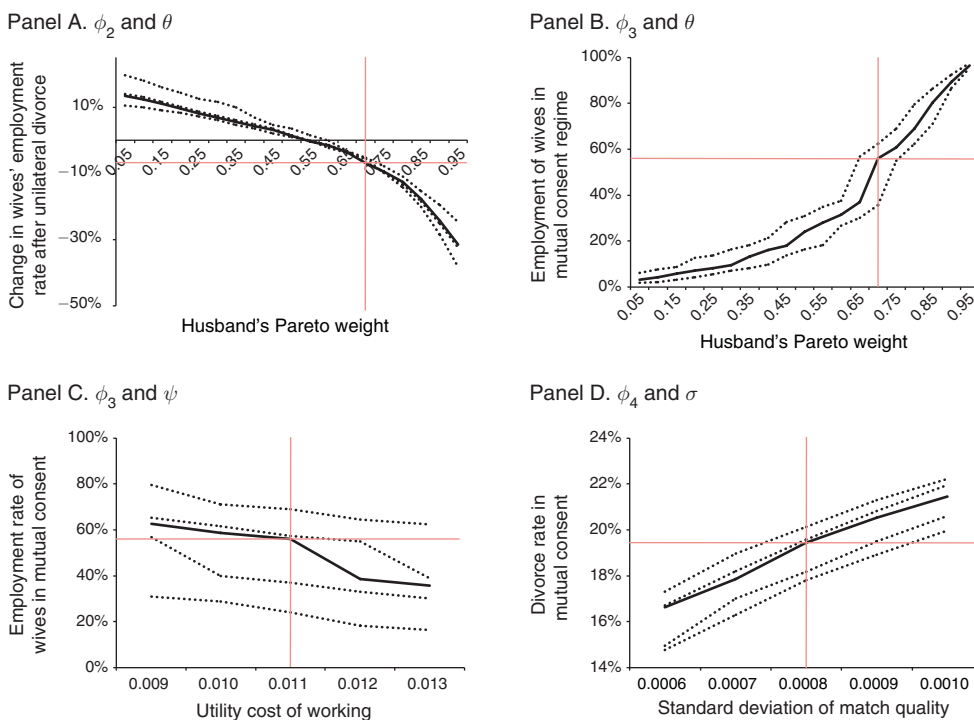 Panel A. ϕ2 and θ
Change in wives' employment
rate after unilateral divorce
10%
−10%
−30%
−50%
0.05
0.15
0.25
0.35
0.45
0.55
0.65
0.75
0.85
0.95
Husband's Pareto weight
Panel B. ϕ3 and θ
Employment of wives in
mutual consent regime
100%
80%
60%
40%
20%
0%
0.05
0.15
0.25
0.35
0.45
0.55
0.65
0.75
0.85
0.95
Husband's Pareto weight
Panel C. ϕ3 and ψ
Employment rate of
wives in mutual consent
100%
80%
60%
40%
20%
0%
0.009 0.010 0.011 0.012 0.013
Utility cost of working
Panel D. ϕ4 and σ
Divorce rate in
mutual consent
24%
22%
20%
18%
16%
14%
0.0006 0.0007 0.0008 0.0009 0.0010
Standard deviation of match quality